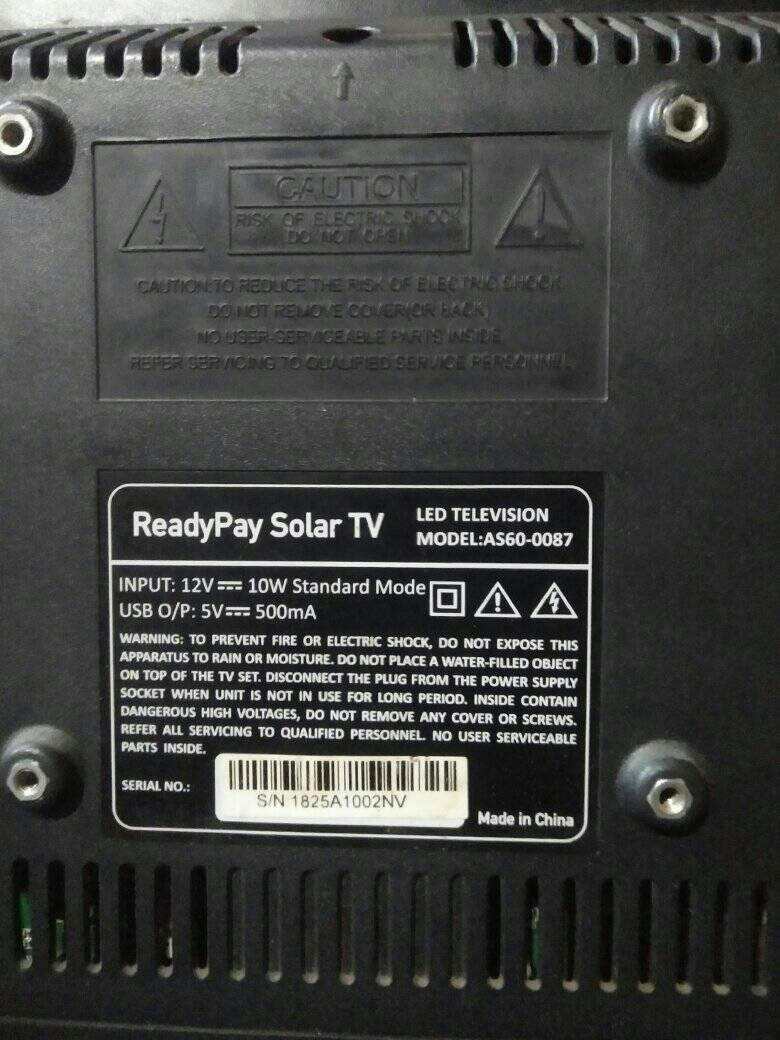 CAUTION
RISK OF ELECTRIC SHOCK
DO NOT OPEN
CAUTION:TO REDUCE THE RISK OF ELECTRIC SHOCK
DO NOT REMOVE COVER(OR BACK)
NO USER-SERVICEABLE PARTS INSIDE
REFER SERVICING TO QUALIFIED SERVICE PERSONNEL
ReadyPay Solar TV
LED TELEVISION
MODEL:AS60-0087
INPUT: 12V⎓ 10W Standard Mode
USB O/P: 5V⎓ 500mA
WARNING: TO PREVENT FIRE OR ELECTRIC SHOCK, DO NOT EXPOSE THIS
APPARATUS TO RAIN OR MOISTURE. DO NOT PLACE A WATER-FILLED OBJECT
ON TOP OF THE TV SET. DISCONNECT THE PLUG FROM THE POWER SUPPLY
SOCKET WHEN UNIT IS NOT IN USE FOR LONG PERIOD. INSIDE CONTAIN
DANGEROUS HIGH VOLTAGES, DO NOT REMOVE ANY COVER OR SCREWS.
REFER ALL SERVICING TO QUALIFIED PERSONNEL. NO USER SERVICEABLE
PARTS INSIDE.
SERIAL NO.:
S/N 1825A1002NV
Made in China